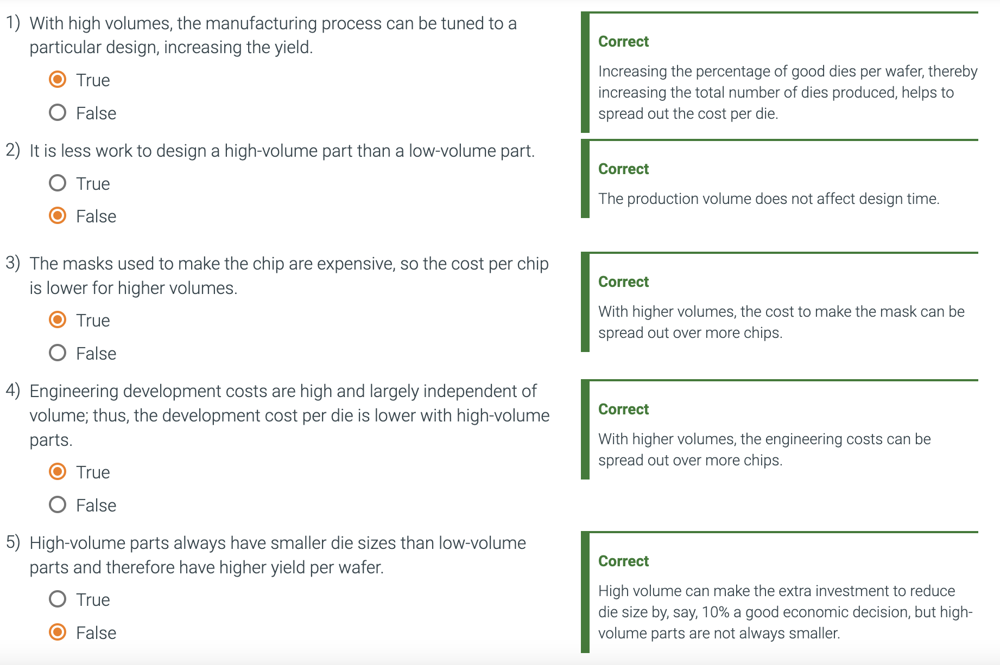 1) With high volumes, the manufacturing process can be tuned to a
particular design, increasing the yield.
True
False
Correct
Increasing the percentage of good dies per wafer, thereby
increasing the total number of dies produced, helps to
spread out the cost per die.
2) It is less work to design a high-volume part than a low-volume part.
True
False
Correct
The production volume does not affect design time.
3) The masks used to make the chip are expensive, so the cost per chip
is lower for higher volumes.
True
False
Correct
With higher volumes, the cost to make the mask can be
spread out over more chips.
4) Engineering development costs are high and largely independent of
volume; thus, the development cost per die is lower with high-volume
parts.
True
False
Correct
With higher volumes, the engineering costs can be
spread out over more chips.
5) High-volume parts always have smaller die sizes than low-volume
parts and therefore have higher yield per wafer.
True
False
Correct
High volume can make the extra investment to reduce
die size by, say, 10% a good economic decision, but high-
volume parts are not always smaller.